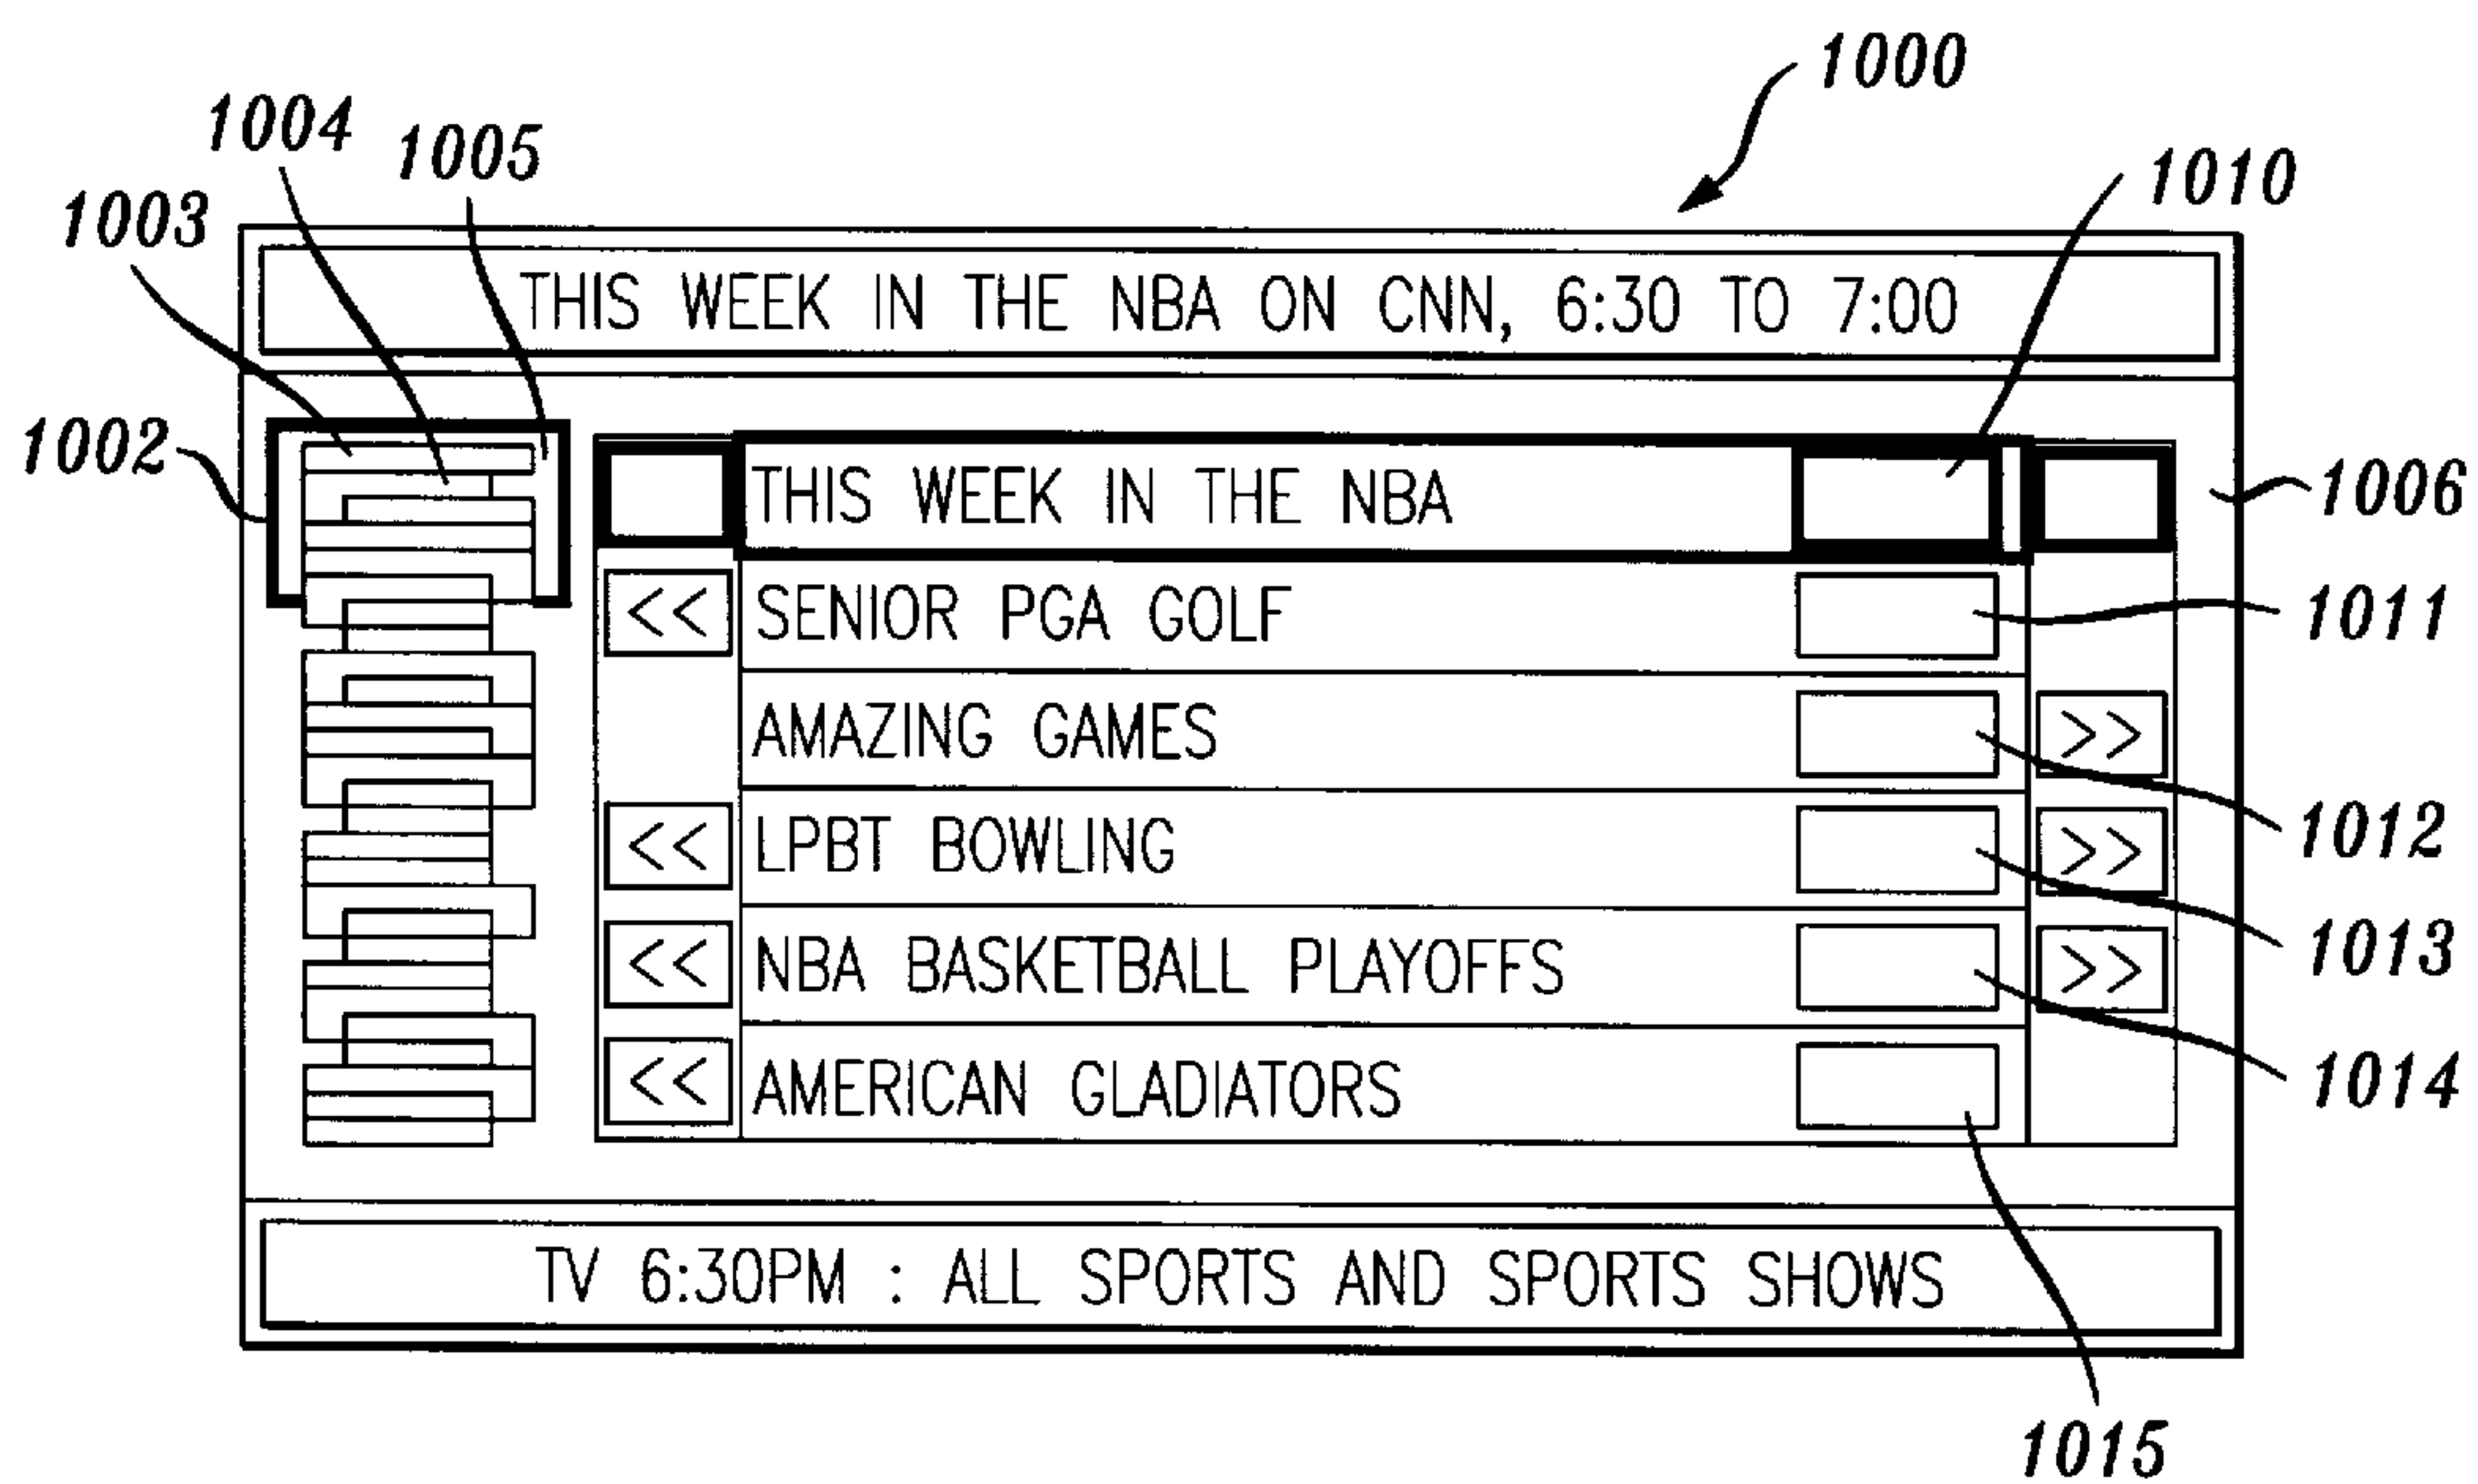 1000
1004
1005
1010
1003
THIS WEEK IN THE NBA ON CNN, 6:30 TO 7:00
1002
THIS WEEK IN THE NBA
1006
<< SENIOR PGA GOLF
1011
AMAZING GAMES >>
1012
<< LPBT BOWLING >>
1013
<< NBA BASKETBALL PLAYOFFS >>
1014
<< AMERICAN GLADIATORS
TV 6:30PM : ALL SPORTS AND SPORTS SHOWS
1015